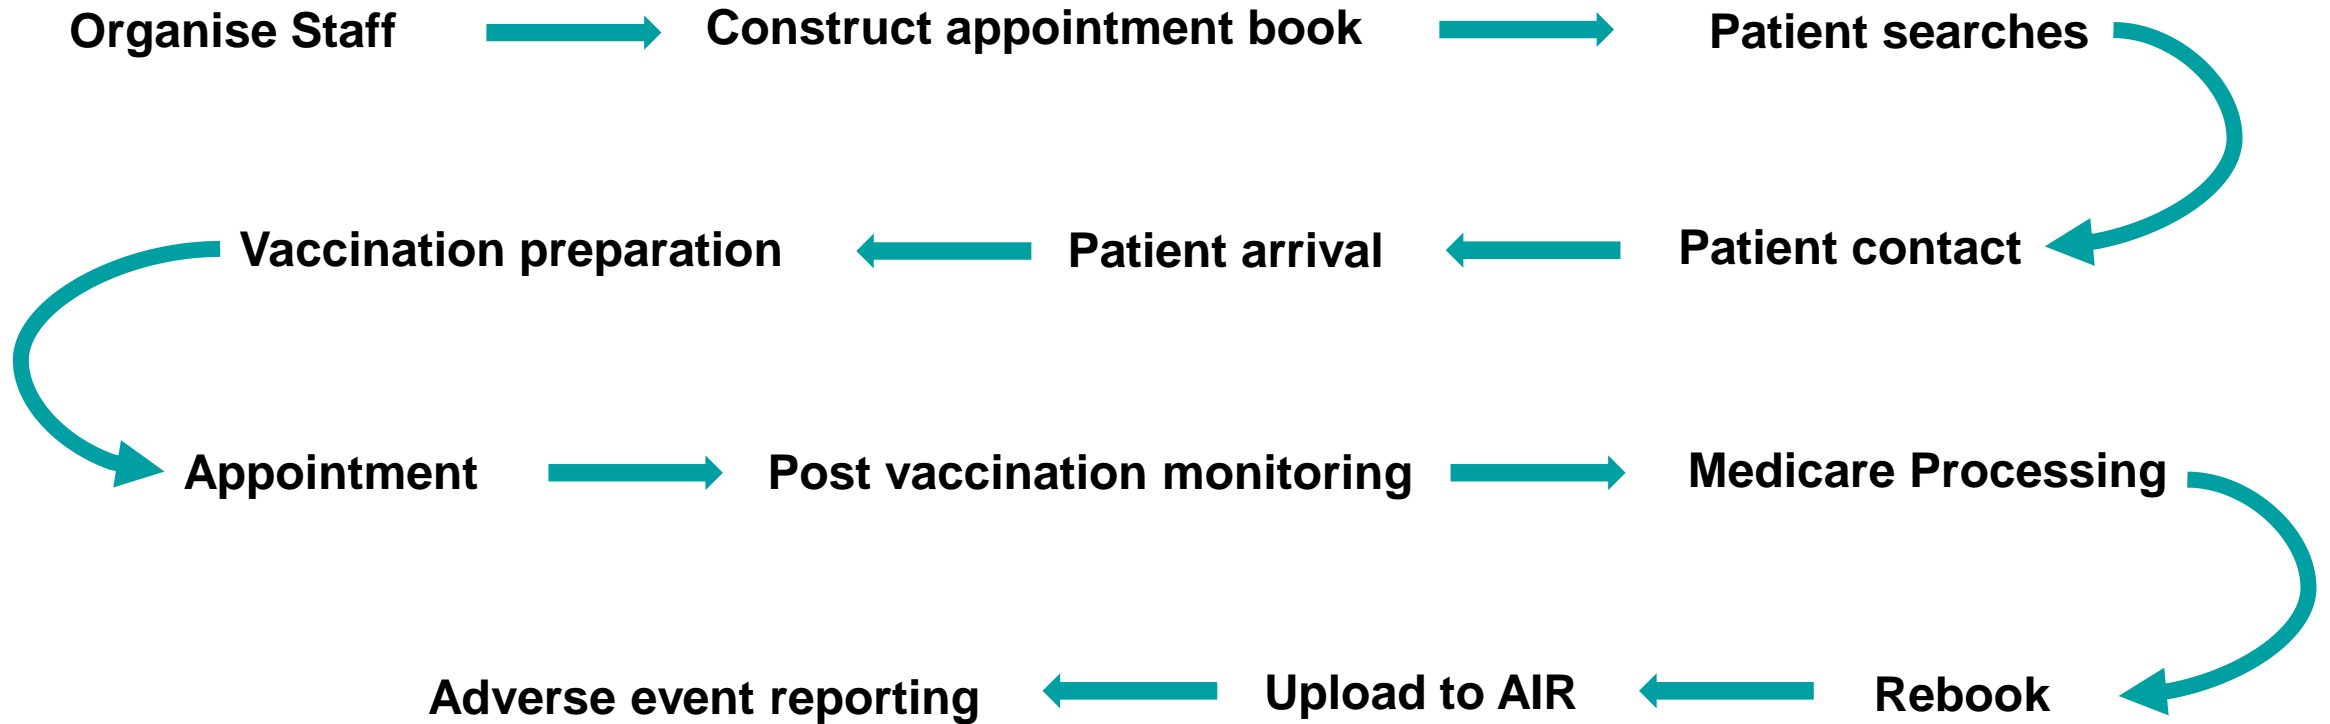 Organise Staff
Construct appointment book
Patient searches
Patient contact
Patient arrival
Vaccination preparation
Appointment
Post vaccination monitoring
Medicare Processing
Rebook
Upload to AIR
Adverse event reporting